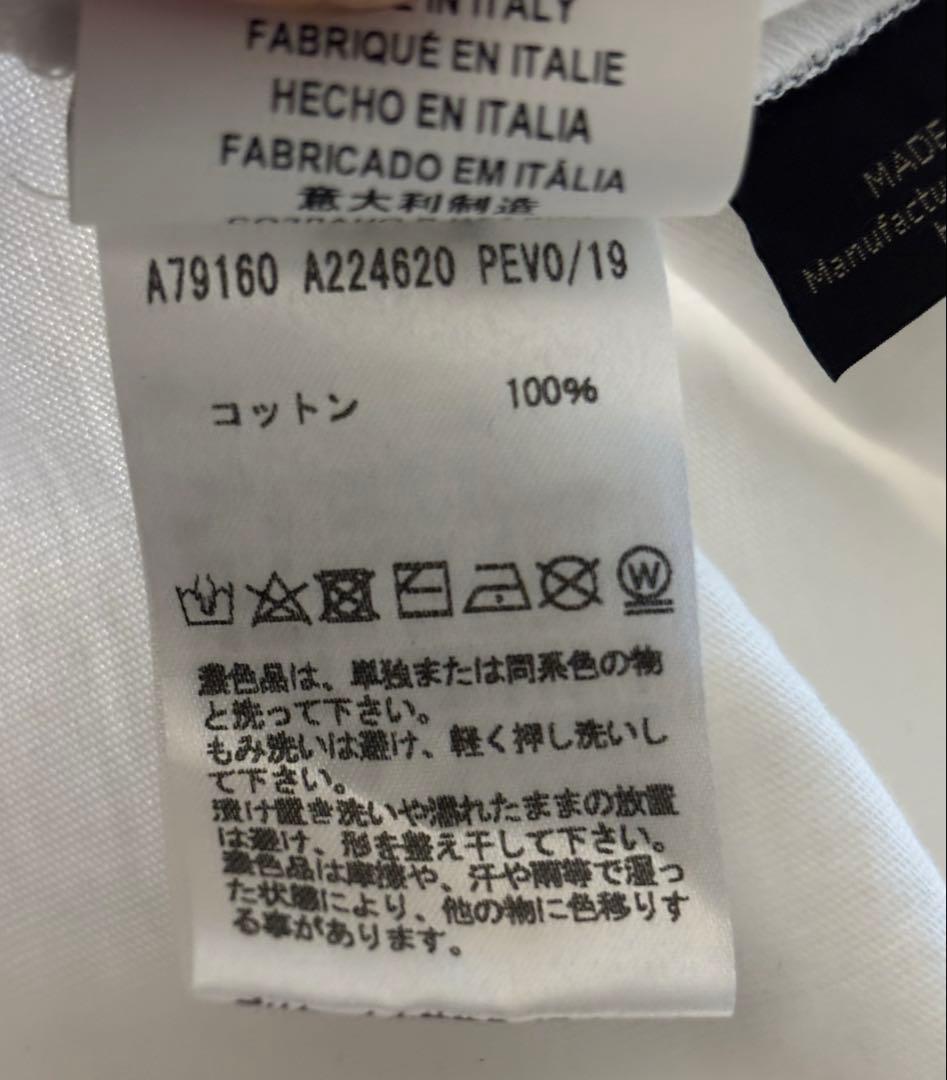 IN ITALY
FABRIQUÉ EN ITALIE
HECHO EN ITALIA
FABRICADO EM ITÁLIA
意大利制造
MADE
Manufactu
A79160 A224620 PEVO/19
コットン 100%
W
濃色品は、単独または同系色の物
と洗って下さい。
もみ洗いは避け、軽く押し洗いし
て下さい。
漬け置き洗いや濡れたままの放置
は避け、形を整え干して下さい。
濃色品は摩擦や、汗や雨等で湿っ
た状態により、他の物に色移りす
る事があります。